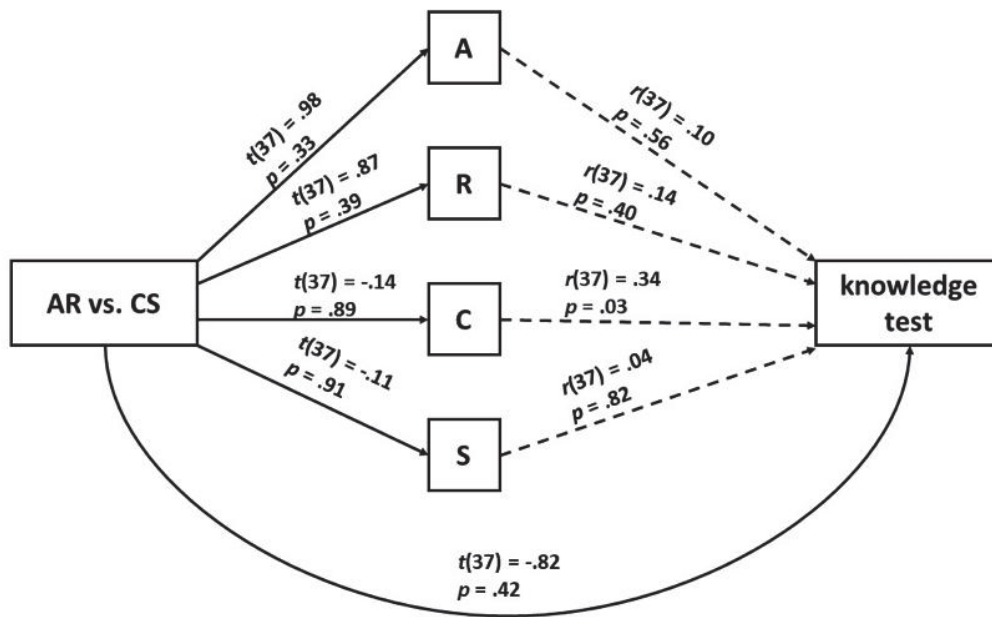 A
t(37) = .98
p = .33
r(37) = .10
p = .56
R
t(37) = .87
p = .39
r(37) = .14
p = .40
AR vs. CS
t(37) = -.14
p = .89
C
r(37) = .34
p = .03
knowledge
test
t(37) = -.11
p = .91
S
r(37) = .04
p = .82
t(37) = -.82
p = .42